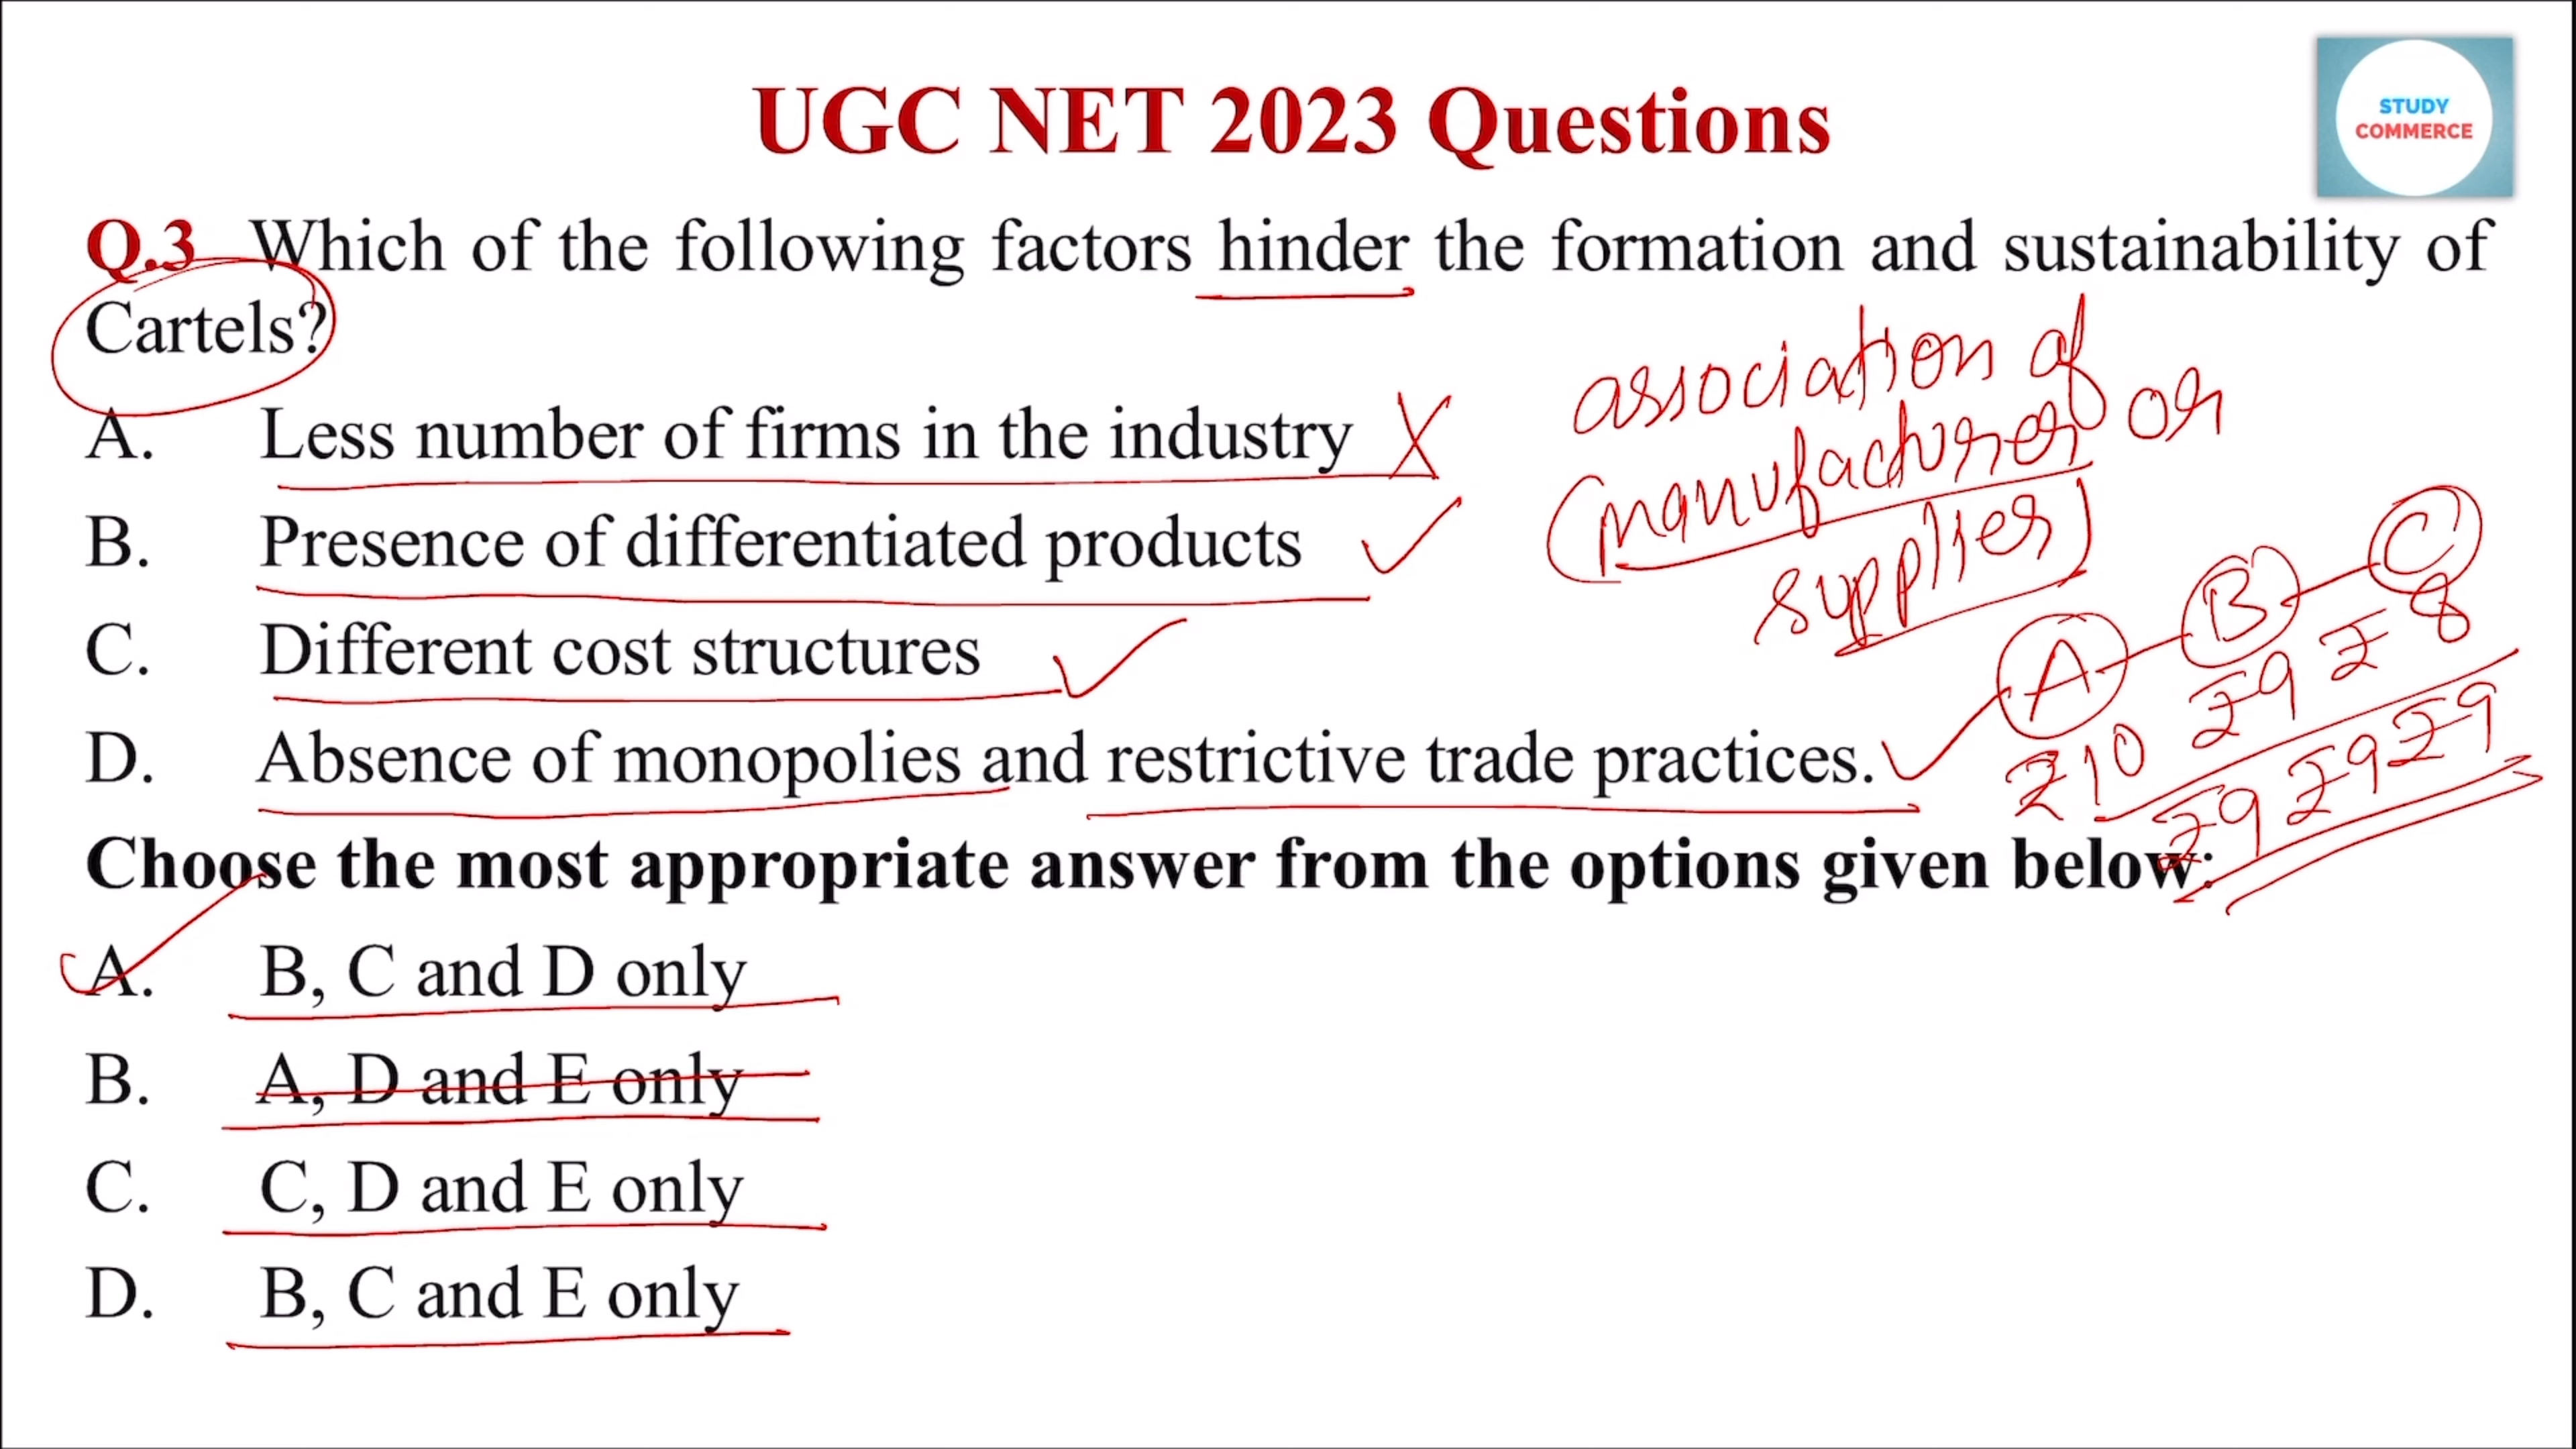 UGC NET 2023 Questions
STUDY
COMMERCE
Q.3 Which of the following factors hinder the formation and sustainability of
Cartels?
association of
A. Less number of firms in the industry X
(manufacturer or
B. Presence of differentiated products
supplier)
C. Different cost structures
A B C
D. Absence of monopolies and restrictive trade practices.
₹10 ₹9 ₹8
₹9 ₹9 ₹9
Choose the most appropriate answer from the options given below:
A. B, C and D only
B. A, D and E only
C. C, D and E only
D. B, C and E only